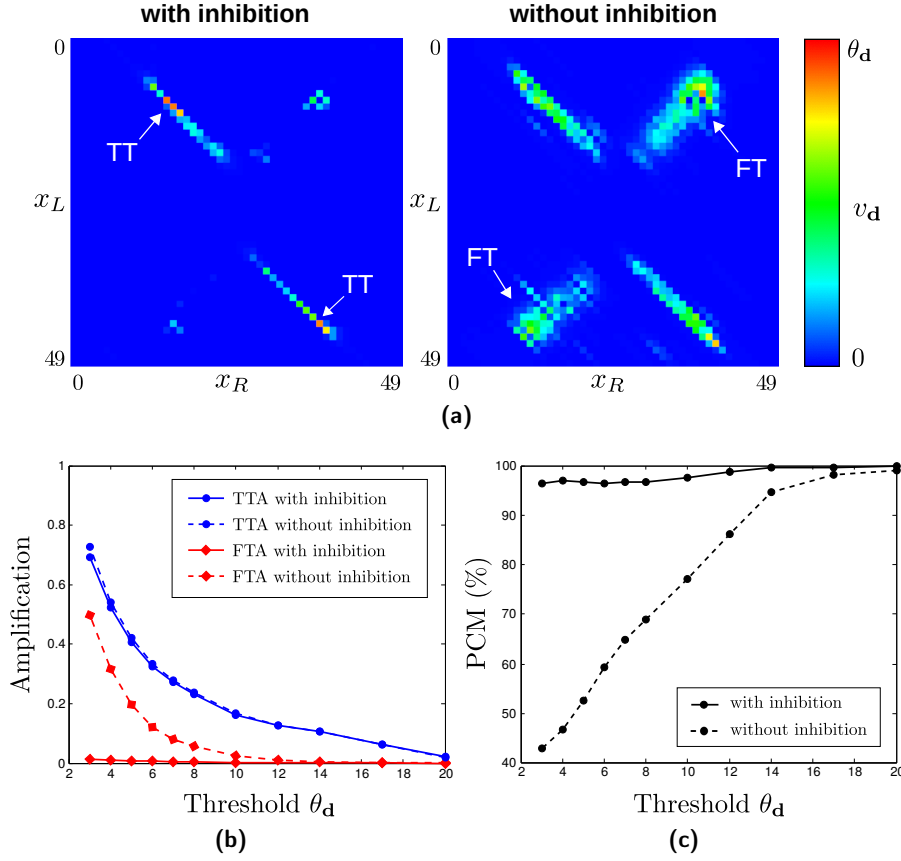 with inhibition
without inhibition
0
x_L
49
0
x_R
49
TT
TT
x_L
0
x_R
49
FT
FT
θ_d
v_d
0
(a)
1
0.8
0.6
0.4
0.2
0
Amplification
TTA with inhibition
TTA without inhibition
FTA with inhibition
FTA without inhibition
2 4 6 8 10 12 14 16 18 20
Threshold θ_d
(b)
100
90
80
70
60
50
40
PCM (%)
with inhibition
without inhibition
2 4 6 8 10 12 14 16 18 20
Threshold θ_d
(c)